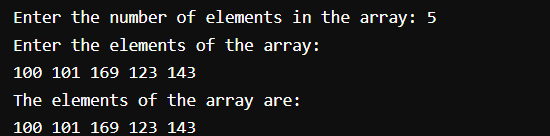 Enter the number of elements in the array: 5
Enter the elements of the array:
100 101 169 123 143
The elements of the array are:
100 101 169 123 143